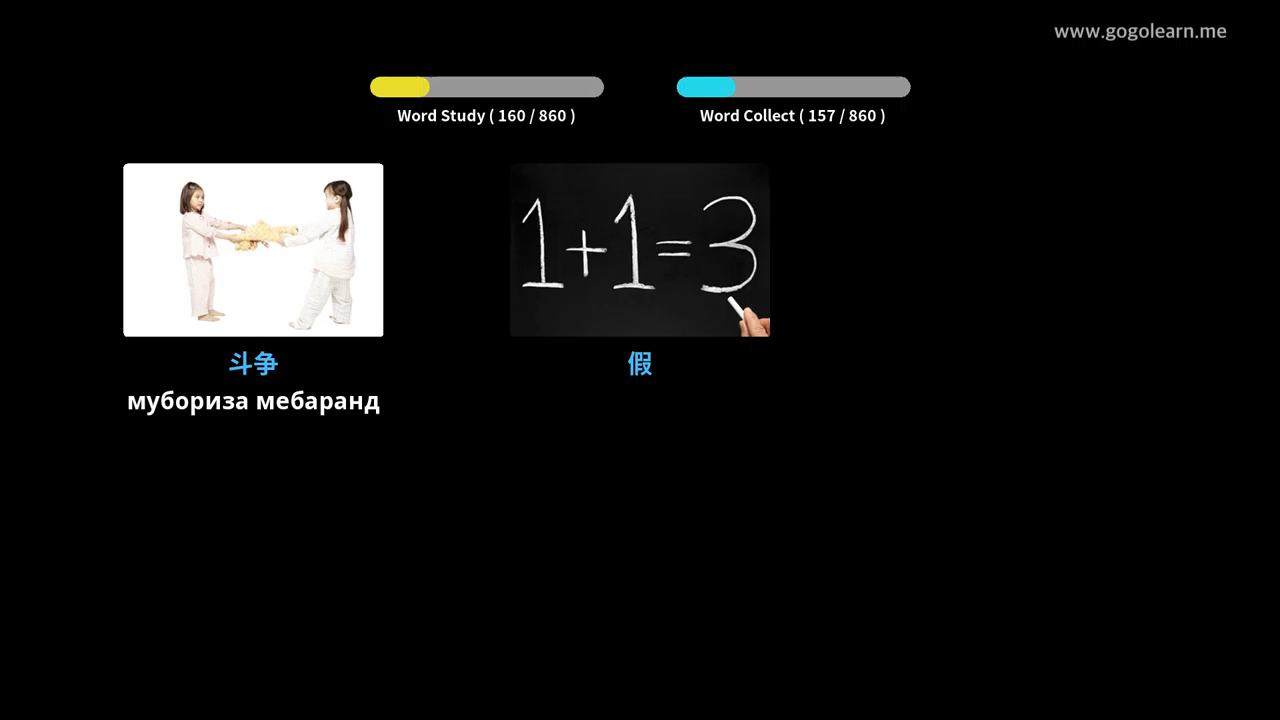 www.gogolearn.me
Word Study ( 160 / 860 )
Word Collect ( 157 / 860 )
1+1=3
斗争
假
мубориза мебаранд